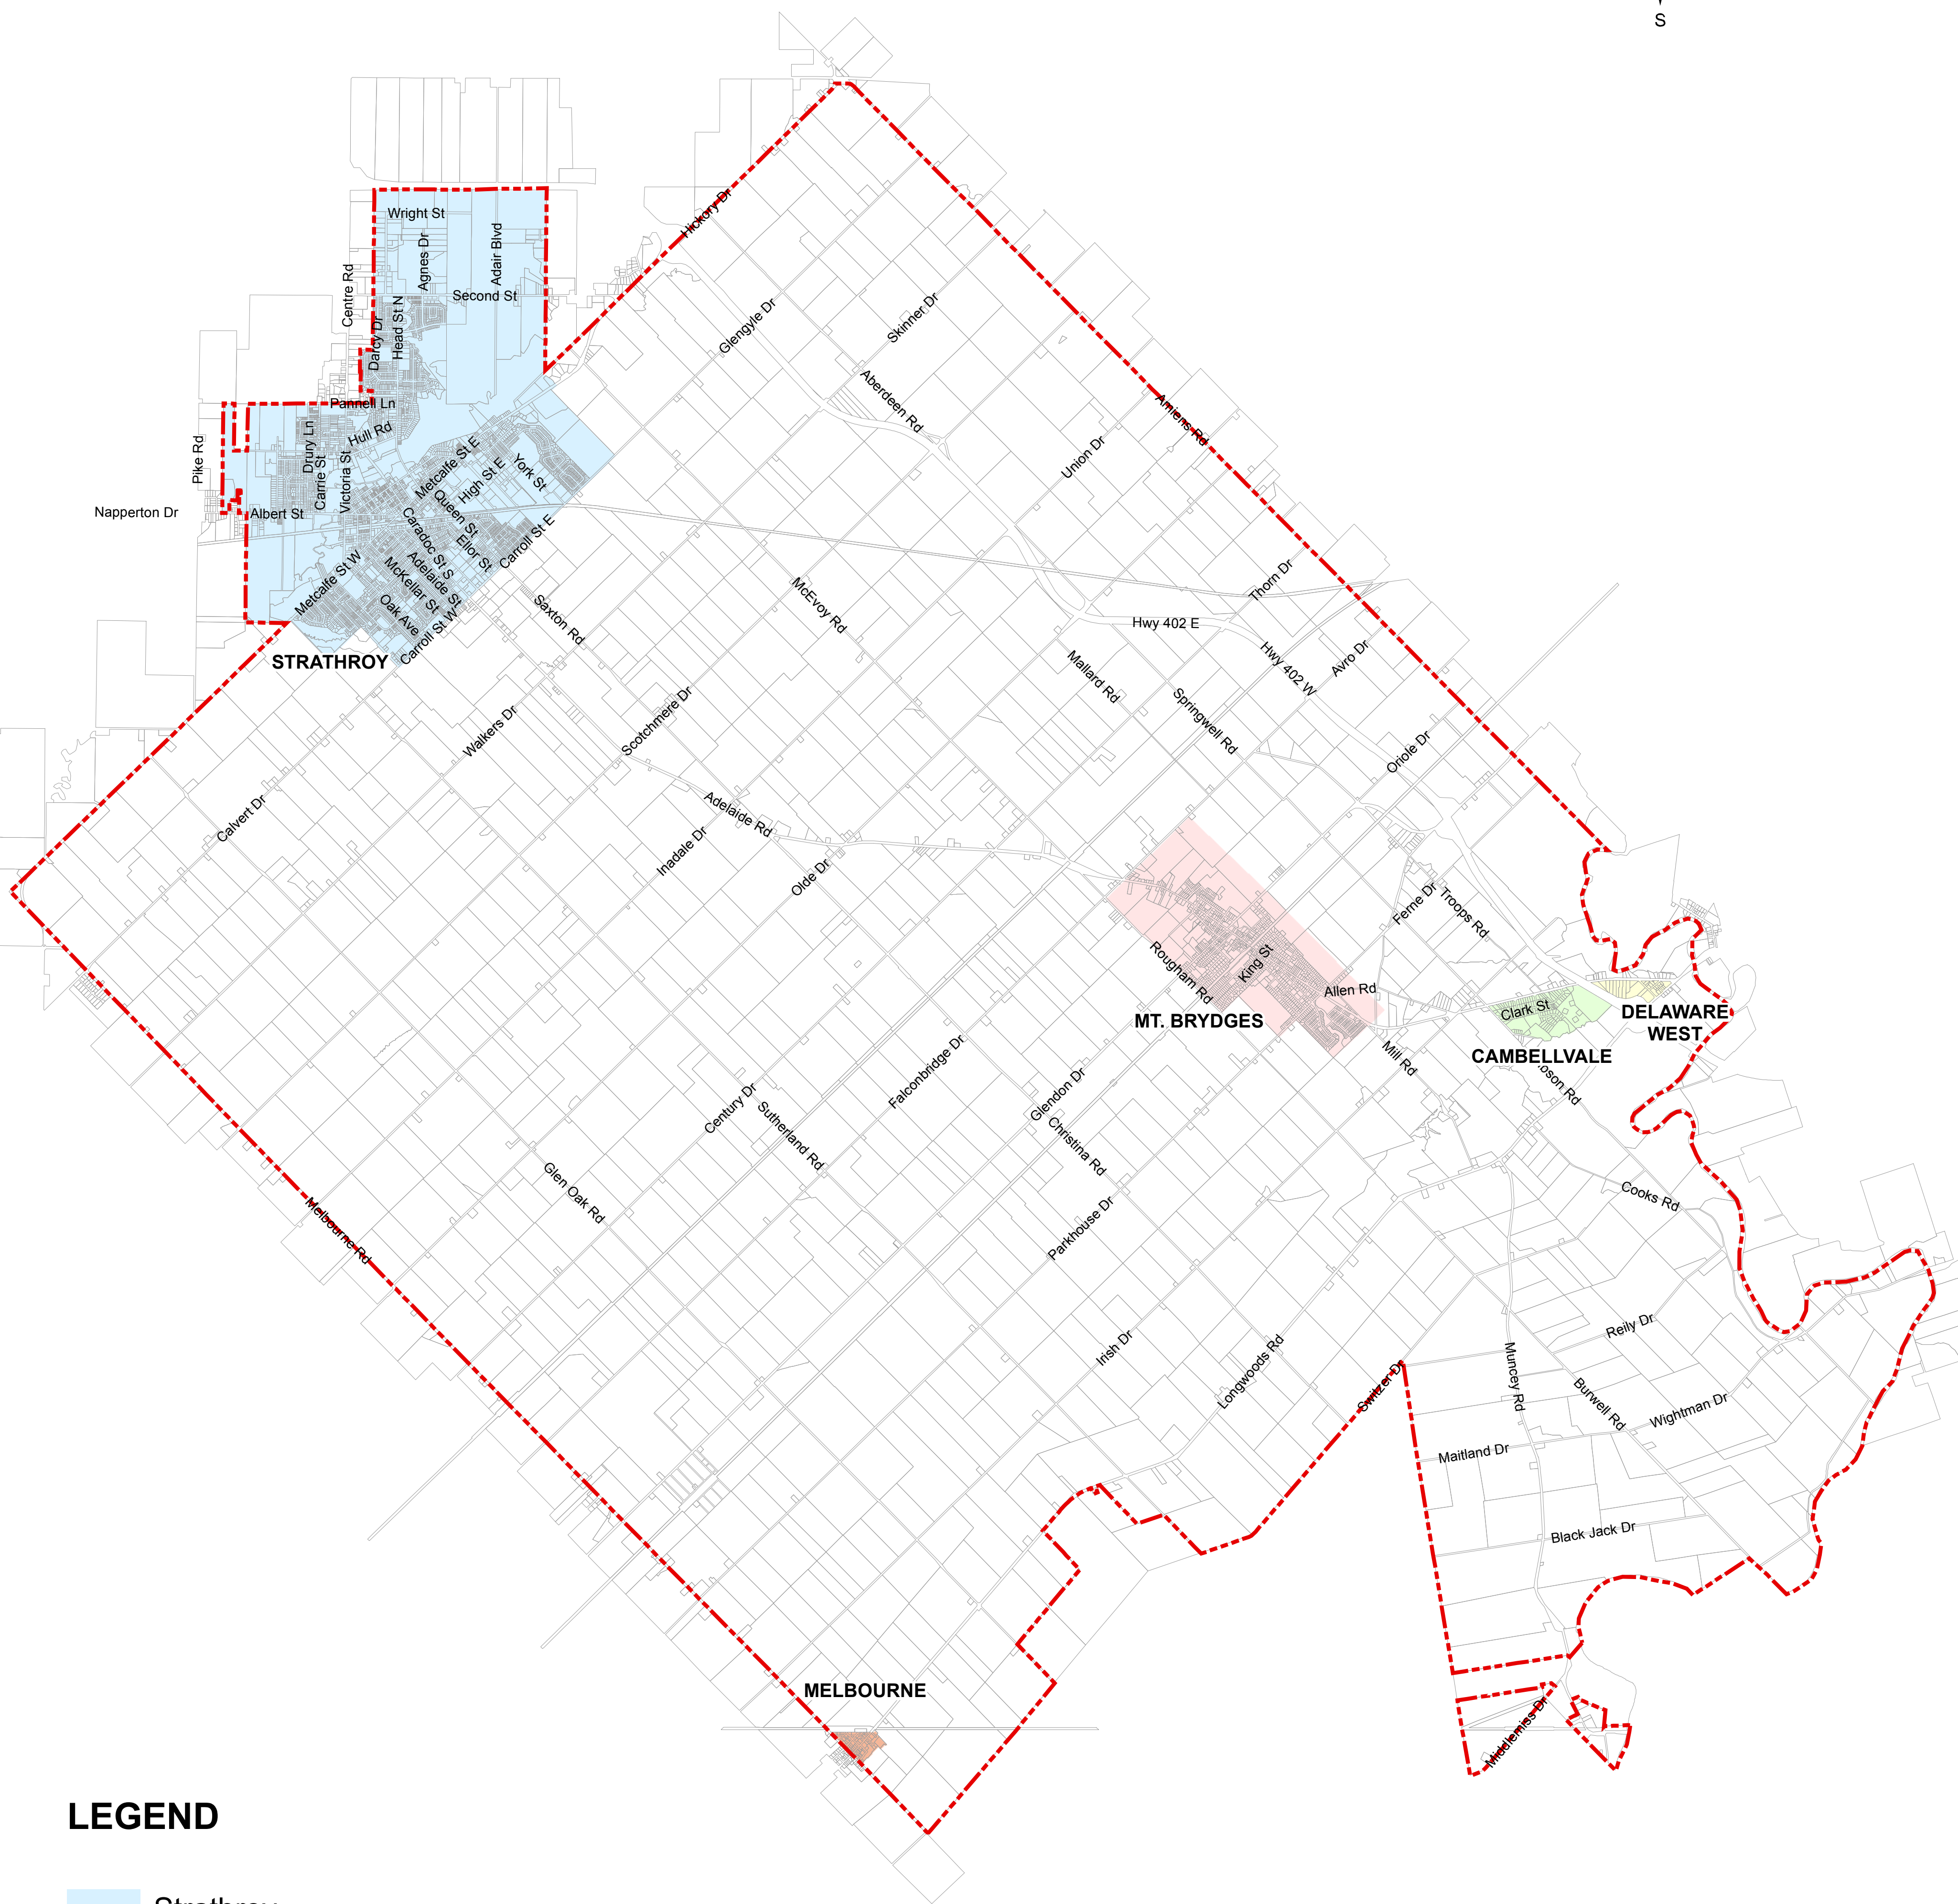 S
Hickory Dr
Wright St
Agnes Dr
Adair Blvd
Centre Rd
Second St
Darcy Dr
Head St N
Glengyle Dr
Skinner Dr
Aberdeen Rd
Amiens Rd
Pannell Ln
Hull Rd
Drury Ln
Carrie St
Victoria St
Pike Rd
Metcalfe St E
High St E
York St
Queen St
Union Dr
Napperton Dr
Albert St
Caradoc St S
Ellor St
Carroll St E
Adelaide St
McKellar St
Metcalfe St W
Oak Ave
Carroll St W
STRATHROY
Saxton Rd
McEvoy Rd
Thorn Dr
Hwy 402 E
Hwy 402 W
Avro Dr
Mallard Rd
Springwell Rd
Oriole Dr
Walkers Dr
Scotchmere Dr
Calvert Dr
Adelaide Rd
Inadale Dr
Olde Dr
Ferne Dr
Troops Rd
Rougham Rd
King St
Allen Rd
MT. BRYDGES
Clark St
DELAWARE
WEST
CAMBELLVALE
Mill Rd
Falconbridge Dr
Glendon Dr
Christina Rd
Century Dr
Sutherland Rd
Glen Oak Rd
Melbourne Rd
Parkhouse Dr
Cooks Rd
Irish Dr
Longwoods Rd
Switzer Dr
Muncey Rd
Reily Dr
Burwell Rd
Wightman Dr
Maitland Dr
Black Jack Dr
MELBOURNE
Middlemiss Dr
LEGEND
Strathroy